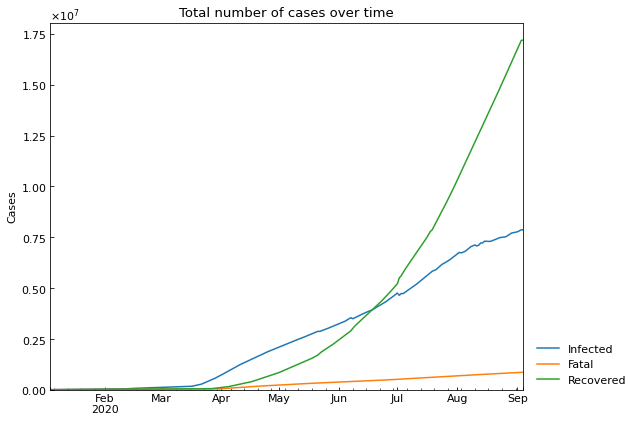 Total number of cases over time
×10⁷
1.75
1.50
1.25
1.00
0.75
0.50
0.25
0.00
Cases
Feb Mar Apr May Jun Jul Aug Sep
2020
Infected
Fatal
Recovered